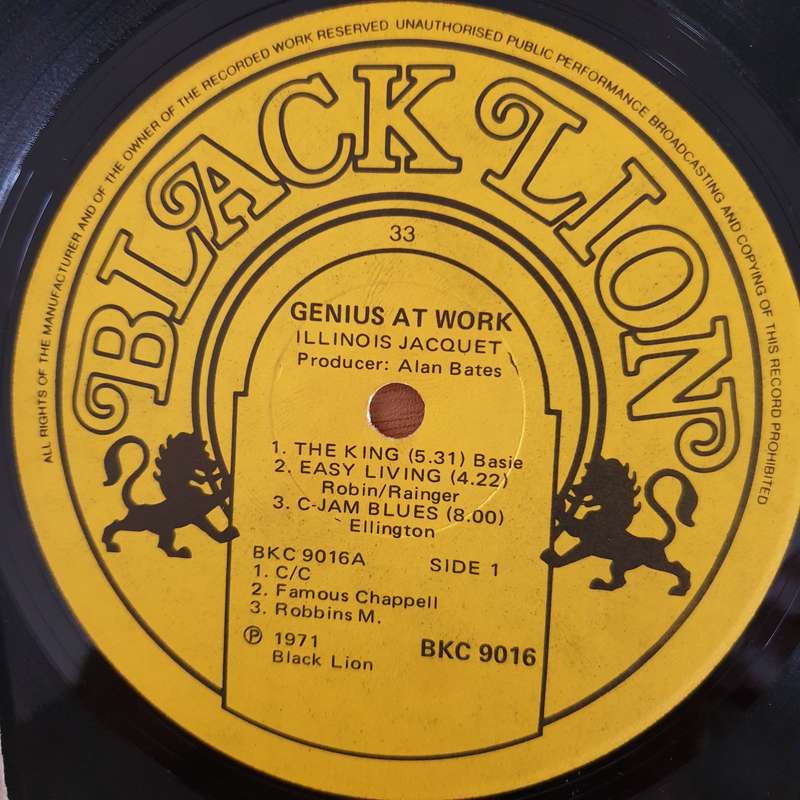 ALL RIGHTS OF THE MANUFACTURER AND OF THE OWNER OF THE RECORDED WORK RESERVED UNAUTHORISED PUBLIC PERFORMANCE BROADCASTING AND COPYING OF THIS RECORD PROHIBITED
BLACK LION
33
GENIUS AT WORK
ILLINOIS JACQUET
Producer: Alan Bates
1. THE KING (5.31) Basie
2. EASY LIVING (4.22)
Robin/Rainger
3. C-JAM BLUES (8.00)
Ellington
BKC 9016A SIDE 1
1. C/C
2. Famous Chappell
3. Robbins M.
℗ 1971
Black Lion
BKC 9016